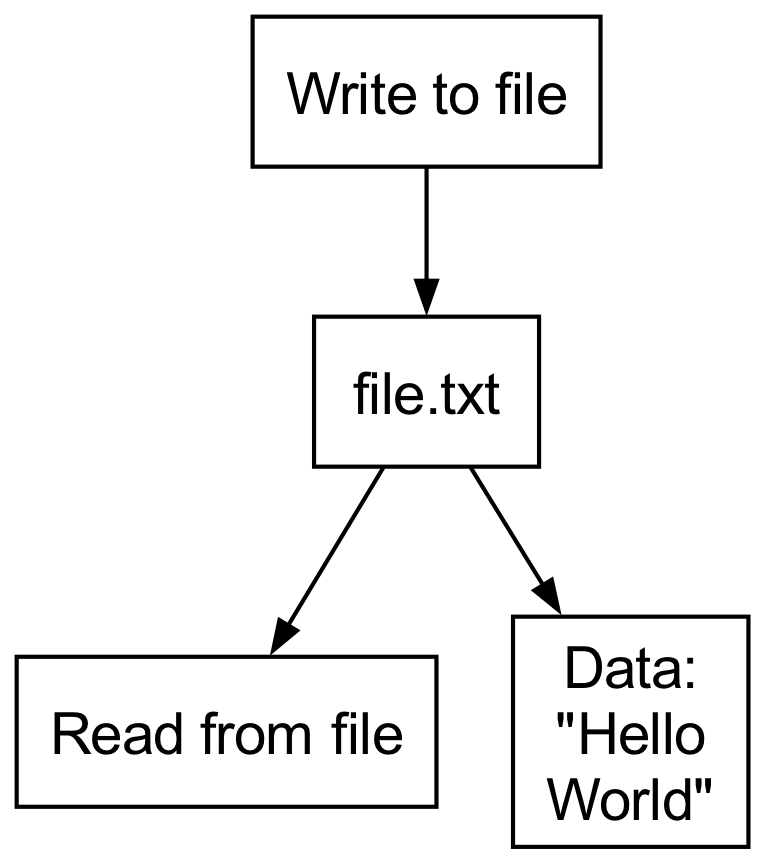 Write to file
file.txt
Read from file
Data:
"Hello
World"